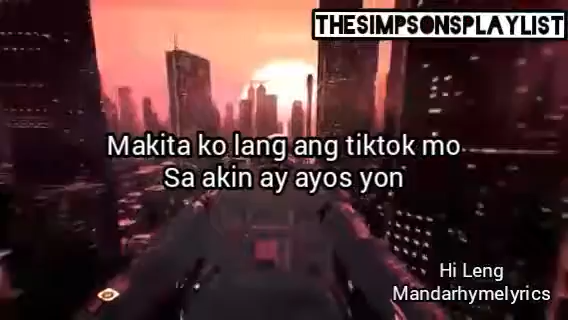 THESIMPSONSPLAYLIST
Makita ko lang ang tiktok mo
Sa akin ay ayos yon
Hi Leng
Mandarhymelyrics